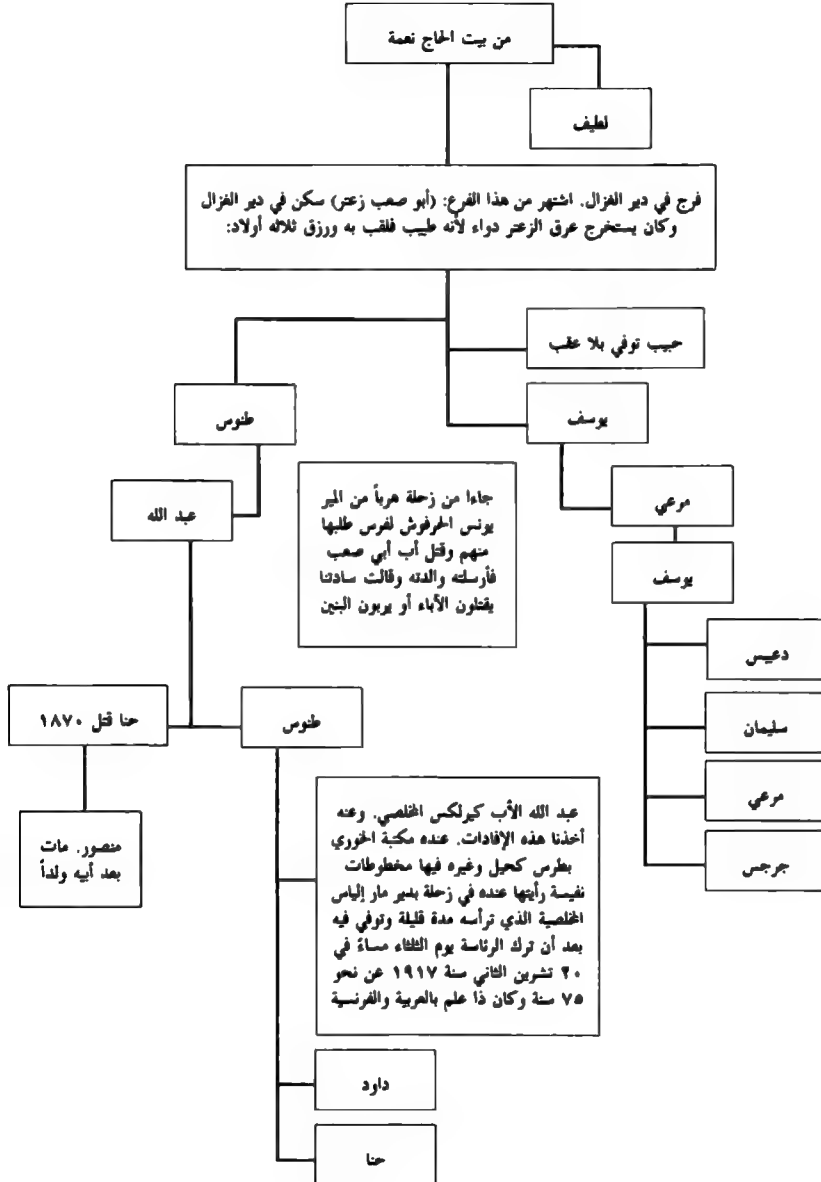 من بيت الحاج نعمة
لطيف
فرج في دير الغزال. اشتهر من هذا الفرع: (أبو صعب زعتر) سكن في دير الغزال
وكان يستخرج عرق الزعتر دواء لأنه طبيب فلقب به ورزق ثلاثه أولاد:
حبيب توفي بلا عقب
طنوس
يوسف
جاءا من زحلة هرباً من المير
يونس الحرفوش لفرس طلبها
منهم وقتل أب أبي صعب
فأرسلته والدته وقالت سادتنا
يقتلون الآباء أو يربون البنين
مرعي
عبد الله
يوسف
دعيبس
سليمان
مرعي
جرجس
طنوس
حنا قتل ١٨٧٠
منصور. مات
بعد أبيه ولداً
عبد الله الأب كيرلكس المخلصي. وعنه
أخذنا هذه الإفادات. عنده مكتبة الخوري
بطرس كحيل وغيره فيها مخطوطات
نفيسة رأيتها عنده في زحلة بدير مار إلياس
المخلصية الذي ترأسه مدة قليلة وتوفي فيه
بعد أن ترك الرئاسة يوم الثلثاء مساءً في
٢٠ تشرين الثاني سنة ١٩١٧ عن نحو
٧٥ سنة وكان ذا علم بالعربية والفرنسية
داود
حنا